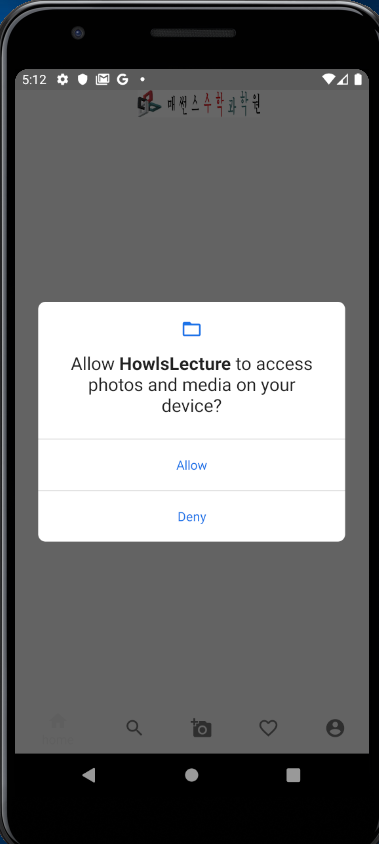 5:12
매쓰수학과학원
Allow HowlsLecture to access
photos and media on your
device?
Allow
Deny